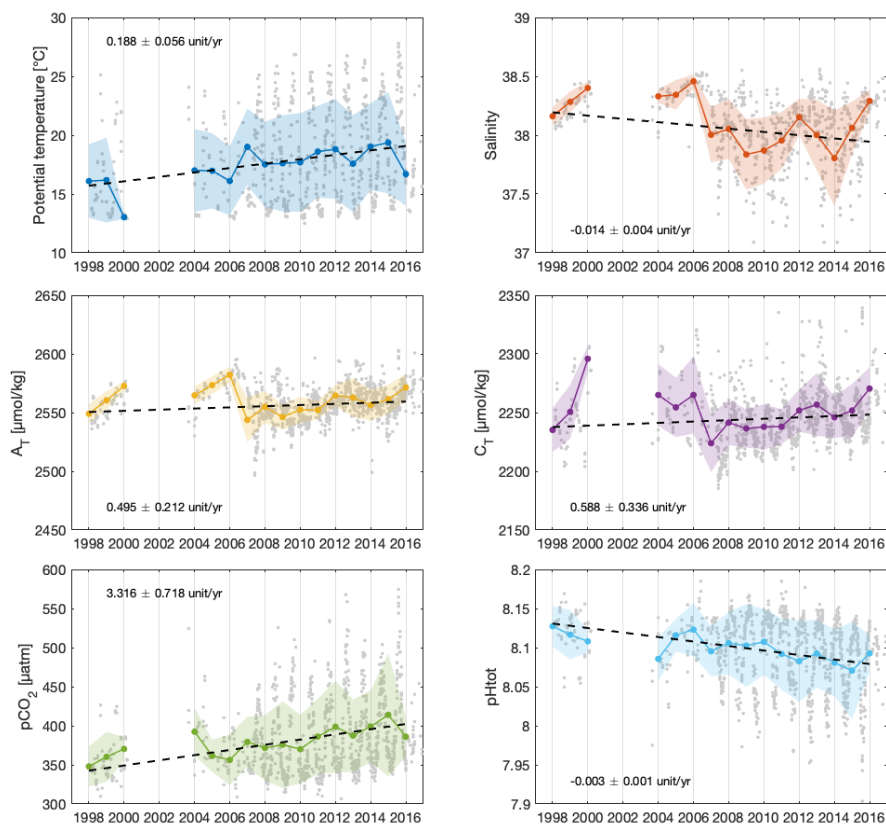 0.188 ± 0.056 unit/yr
Potential temperature [°C]
30
25
20
15
10
1998 2000 2002 2004 2006 2008 2010 2012 2014 2016
39
38.5
38
37.5
37
Salinity
-0.014 ± 0.004 unit/yr
1998 2000 2002 2004 2006 2008 2010 2012 2014 2016
2650
2600
2550
2500
2450
A_T [µmol/kg]
0.495 ± 0.212 unit/yr
1998 2000 2002 2004 2006 2008 2010 2012 2014 2016
2350
2300
2250
2200
2150
C_T [µmol/kg]
0.588 ± 0.336 unit/yr
1998 2000 2002 2004 2006 2008 2010 2012 2014 2016
600
550
500
450
400
350
300
pCO₂ [µatm]
3.316 ± 0.718 unit/yr
1998 2000 2002 2004 2006 2008 2010 2012 2014 2016
8.2
8.15
8.1
8.05
8
7.95
7.9
pHtot
-0.003 ± 0.001 unit/yr
1998 2000 2002 2004 2006 2008 2010 2012 2014 2016